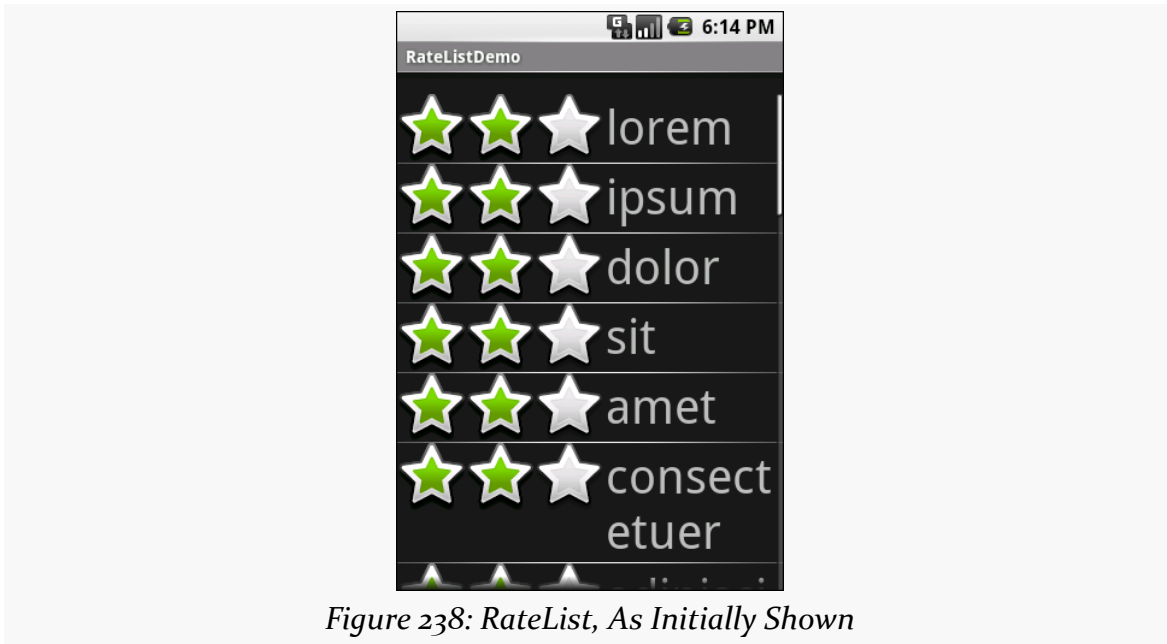 6:14 PM
RateListDemo
lorem
ipsum
dolor
sit
amet
consect
etuer
Figure 238: RateList, As Initially Shown